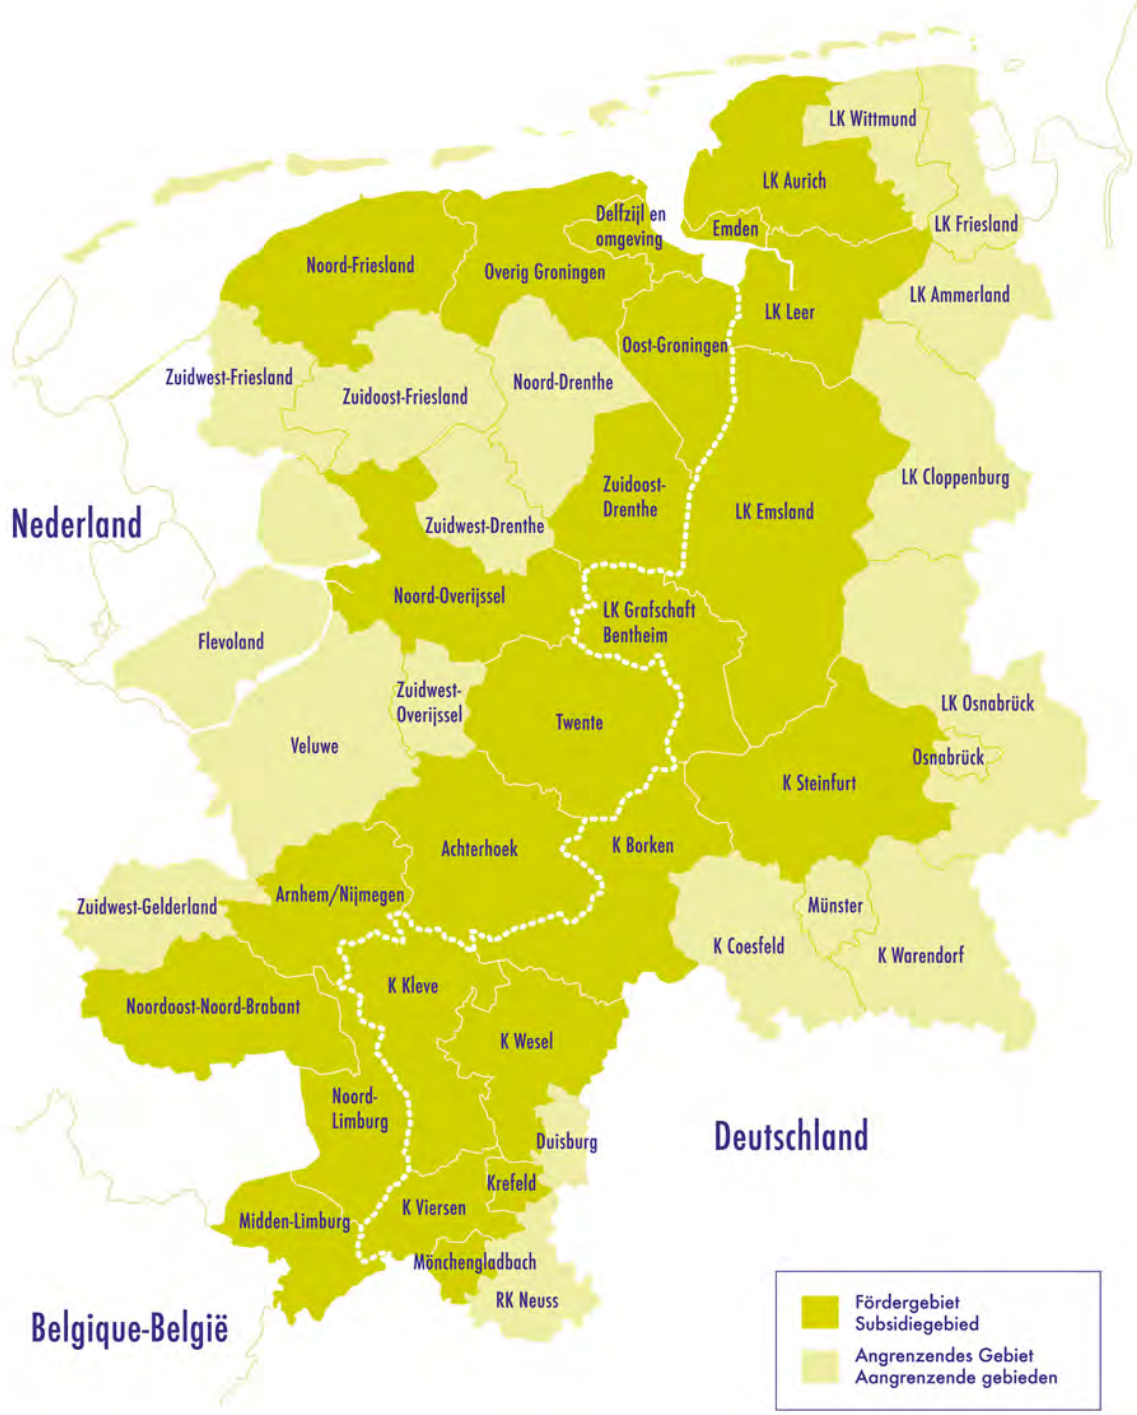 LK Wittmund
LK Aurich
Delfzijl en
omgeving
Emden
LK Friesland
Noord-Friesland
Overig Groningen
LK Ammerland
LK Leer
Oost-Groningen
Zuidwest-Friesland
Zuidoost-Friesland
Noord-Drenthe
LK Cloppenburg
Zuidoost-
Drenthe
LK Emsland
Nederland
Zuidwest-Drenthe
Noord-Overijssel
LK Grafschaft
Bentheim
Flevoland
Zuidwest-
Overijssel
LK Osnabrück
Twente
Veluwe
Osnabrück
K Steinfurt
Achterhoek
K Borken
Arnhem/Nijmegen
Zuidwest-Gelderland
Münster
K Coesfeld
K Warendorf
K Kleve
Noordoost-Noord-Brabant
K Wesel
Noord-
Limburg
Duisburg
Deutschland
Krefeld
K Viersen
Midden-Limburg
Mönchengladbach
RK Neuss
Belgique-België
Fördergebiet
Subsidiegebied
Angrenzendes Gebiet
Aangrenzende gebieden